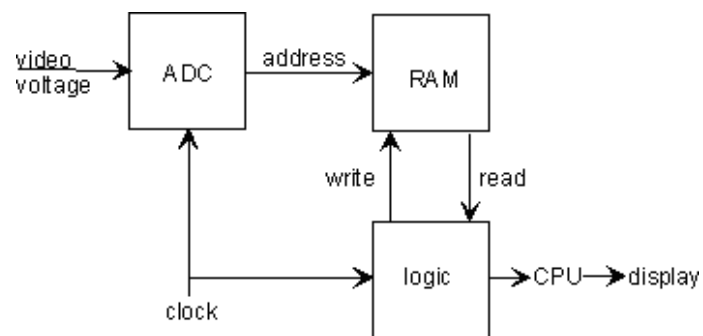 video
voltage
ADC
address
RAM
write
read
clock
logic
CPU
display